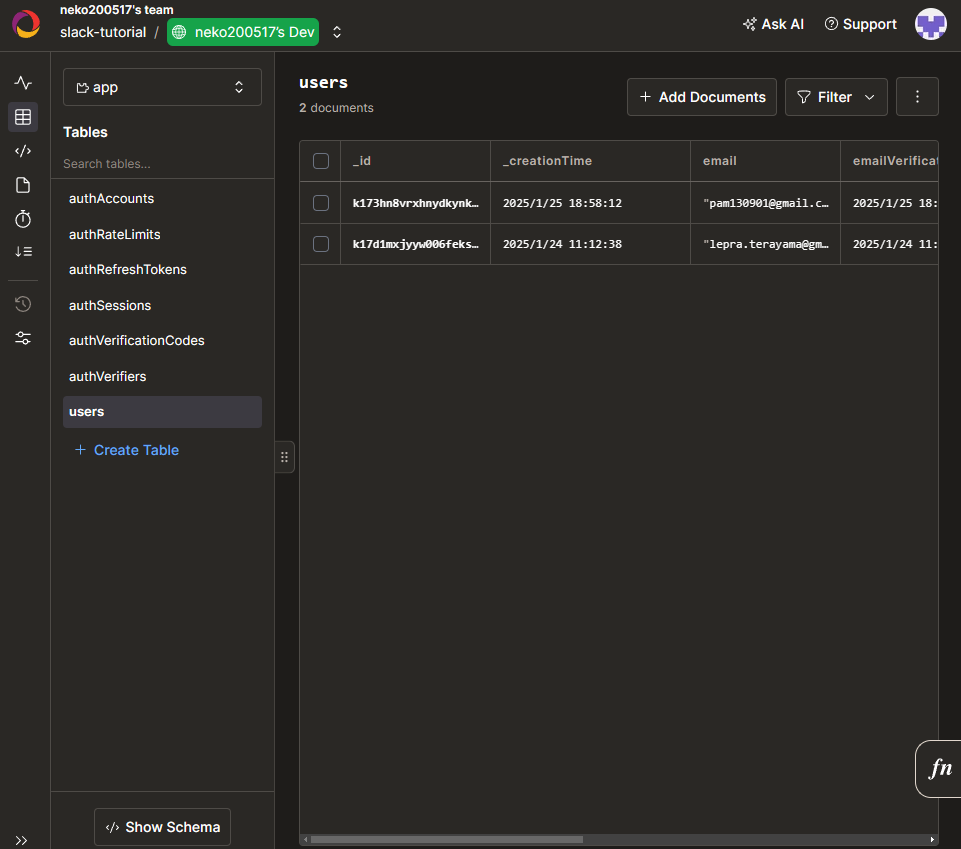 neko200517's team
slack-tutorial / neko200517's Dev
Ask AI
Support
app
Tables
Search tables...
authAccounts
authRateLimits
authRefreshTokens
authSessions
authVerificationCodes
authVerifiers
users
+ Create Table
</> Show Schema
users
2 documents
+ Add Documents
Filter
_id _creationTime email emailVerificat
k173hn8vrxhnydkynk… 2025/1/25 18:58:12 "pam130901@gmail.c… 2025/1/25 18:
k17d1mxjyyw006feks… 2025/1/24 11:12:38 "lepra.terayama@gm… 2025/1/24 11:
fn